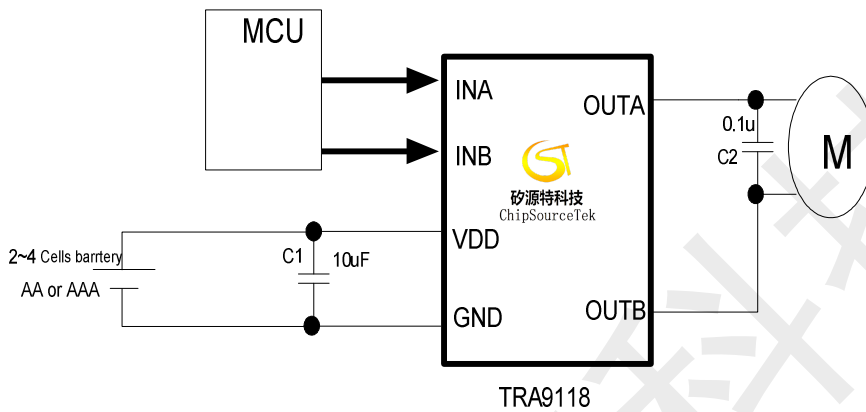 MCU
INA
INB
OUTA
0.1u
C2
M
矽源特科技
ChipSourceTek
2~4 Cells barrtery
AA or AAA
C1
10uF
VDD
GND
OUTB
TRA9118
科